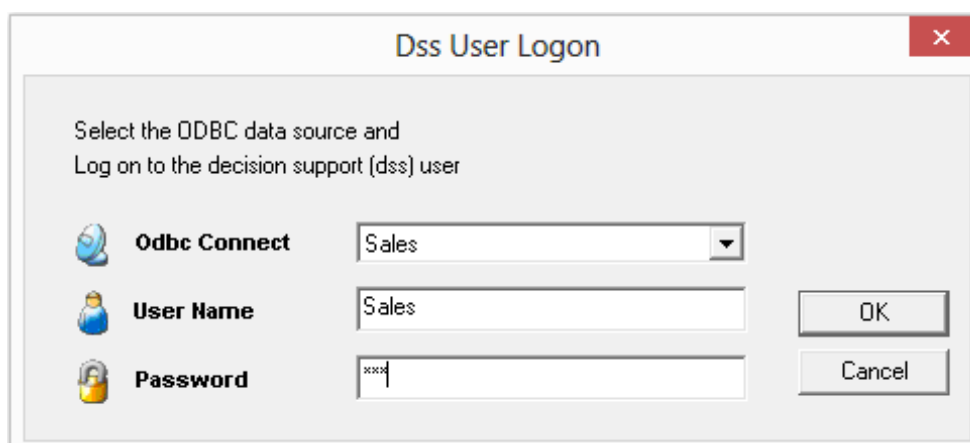 Dss User Logon
Select the ODBC data source and
Log on to the decision support (dss) user
Odbc Connect
Sales
User Name
Sales
OK
Password
***
Cancel